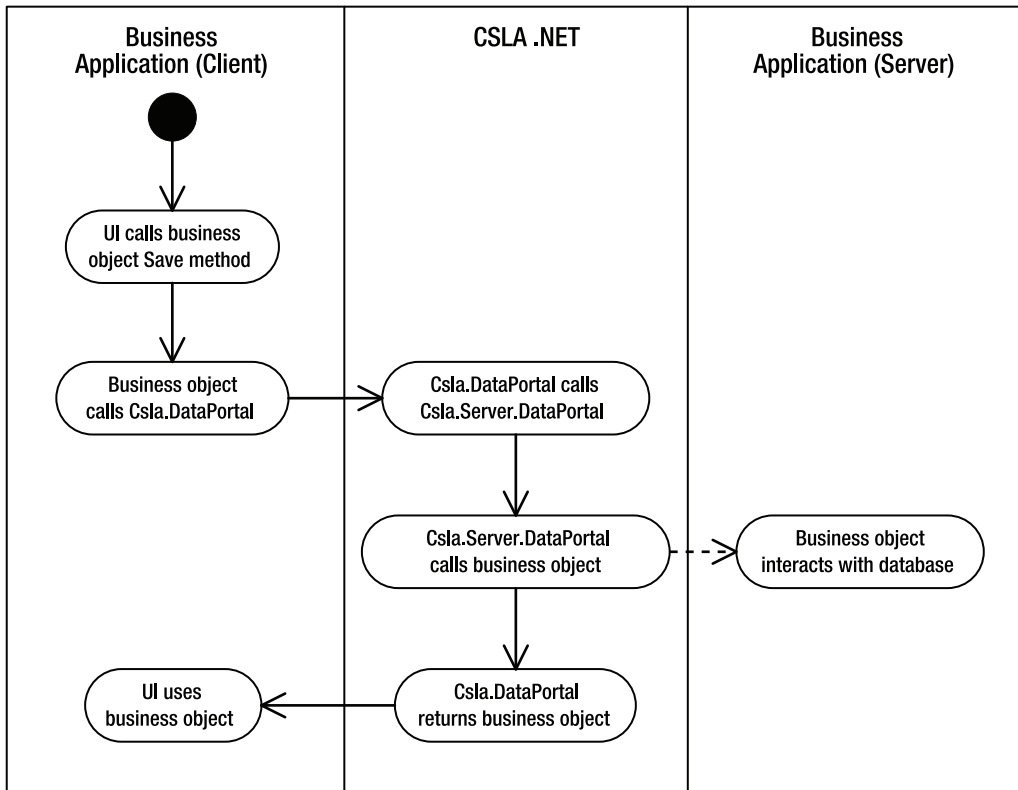 Business
Application (Client)
CSLA .NET
Business
Application (Server)
UI calls business
object Save method
Business object
calls Csla.DataPortal
Csla.DataPortal calls
Csla.Server.DataPortal
Csla.Server.DataPortal
calls business object
Business object
interacts with database
UI uses
business object
Csla.DataPortal
returns business object